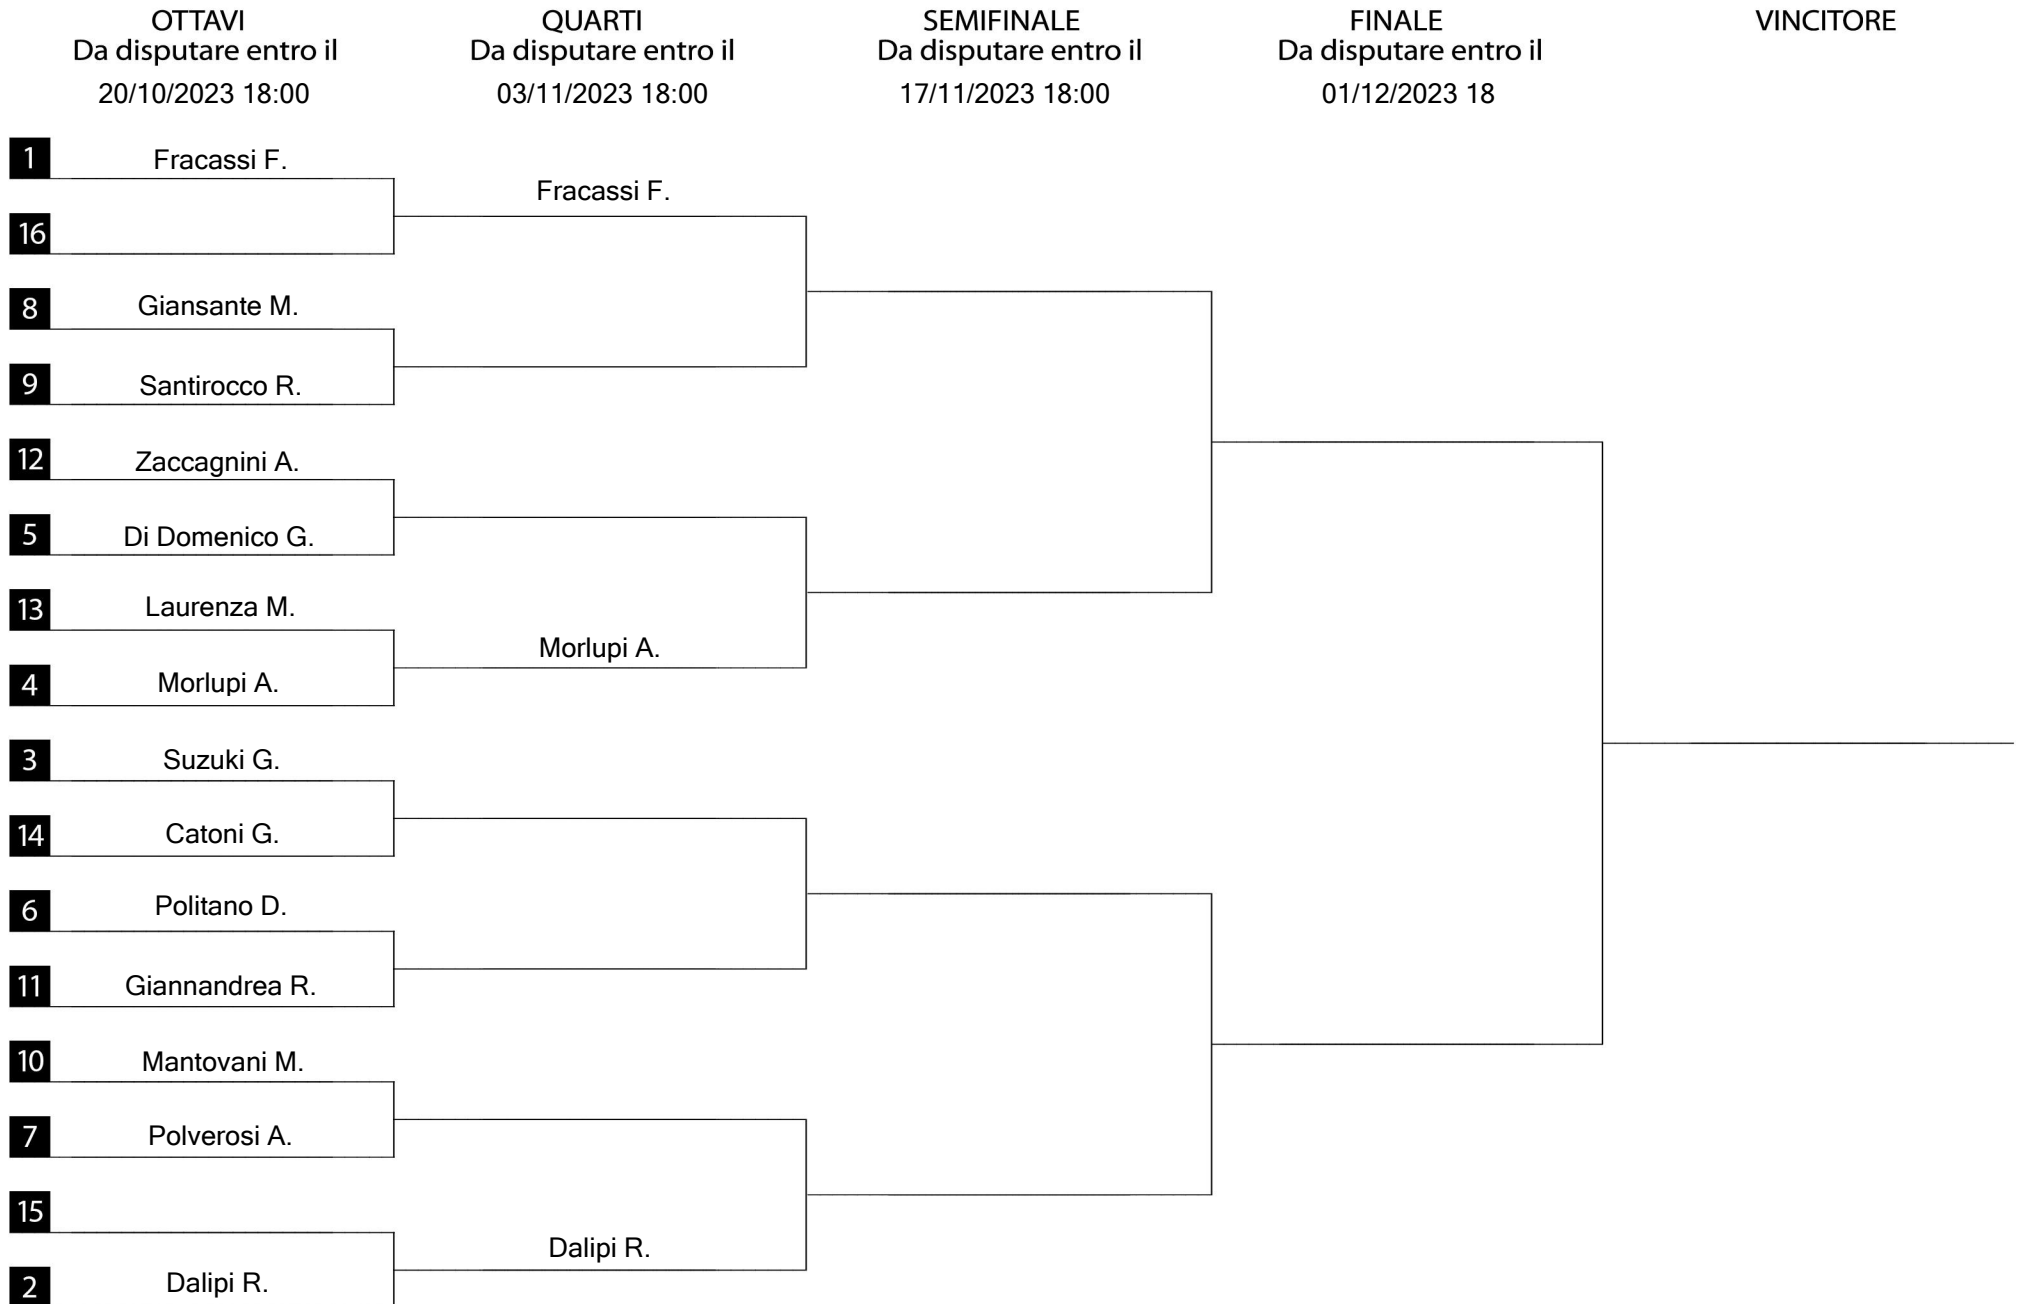 OTTAVI
Da disputare entro il
20/10/2023 18:00
QUARTI
Da disputare entro il
03/11/2023 18:00
SEMIFINALE
Da disputare entro il
17/11/2023 18:00
FINALE
Da disputare entro il
01/12/2023 18
VINCITORE
1 Fracassi F.
16
8 Giansante M.
9 Santirocco R.
12 Zaccagnini A.
5 Di Domenico G.
13 Laurenza M.
4 Morlupi A.
3 Suzuki G.
14 Catoni G.
6 Politano D.
11 Giannandrea R.
10 Mantovani M.
7 Polverosi A.
15
2 Dalipi R.
Fracassi F.
Morlupi A.
Dalipi R.